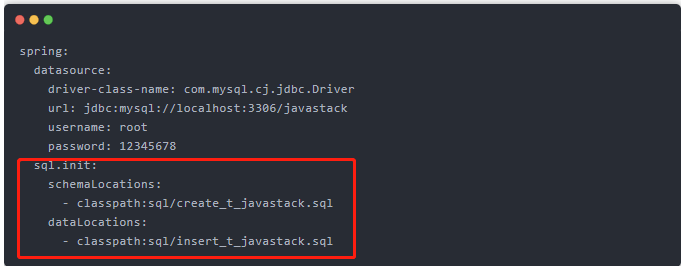 spring:
  datasource:
    driver-class-name: com.mysql.cj.jdbc.Driver
    url: jdbc:mysql://localhost:3306/javastack
    username: root
    password: 12345678
  sql.init:
    schemaLocations:
      - classpath:sql/create_t_javastack.sql
    dataLocations:
      - classpath:sql/insert_t_javastack.sql